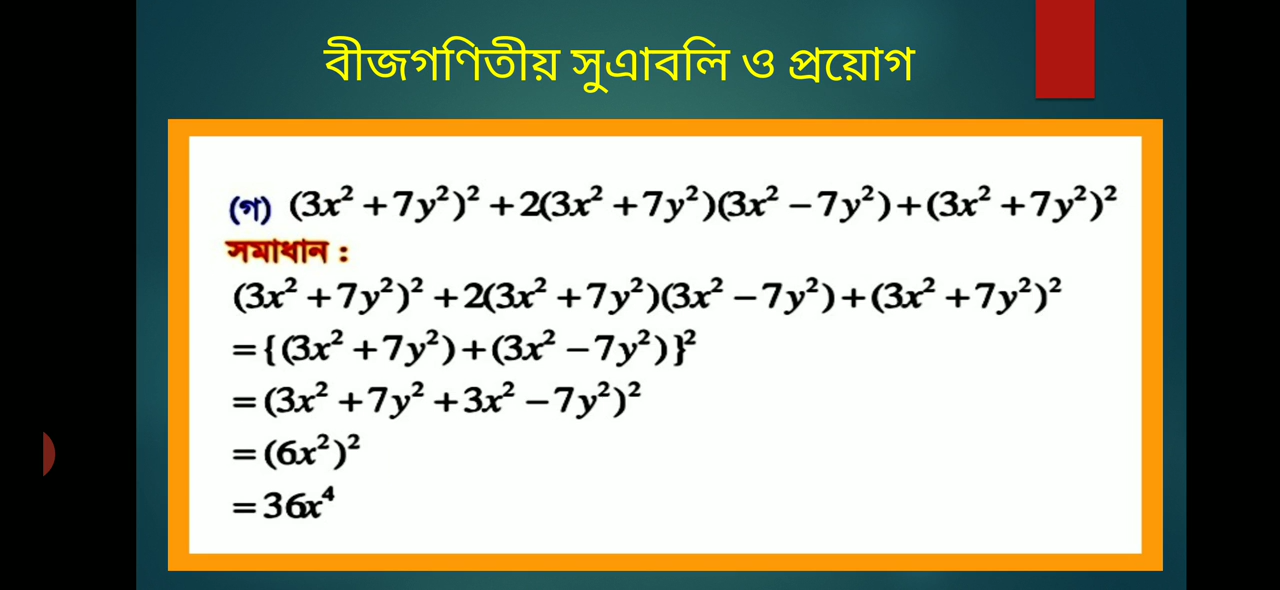 বীজগণিতীয় সুএাবলি ও প্রয়োগ
(গ) (3x² + 7y²)² + 2(3x² + 7y²)(3x² − 7y²) + (3x² + 7y²)²
সমাধান :
(3x² + 7y²)² + 2(3x² + 7y²)(3x² − 7y²) + (3x² + 7y²)²
= {(3x² + 7y²) + (3x² − 7y²)}²
= (3x² + 7y² + 3x² − 7y²)²
= (6x²)²
= 36x⁴